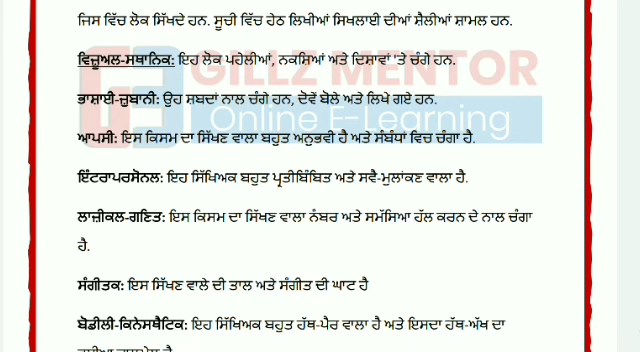 ਜਿਸ ਵਿੱਚ ਲੋਕ ਸਿੱਖਦੇ ਹਨ. ਸੂਚੀ ਵਿੱਚ ਹੇਠ ਲਿਖੀਆਂ ਸਿਖਲਾਈ ਦੀਆਂ ਸ਼ੈਲੀਆਂ ਸ਼ਾਮਲ ਹਨ.
ਵਿਜ਼ੂਅਲ-ਸਥਾਨਿਕ: ਇਹ ਲੋਕ ਪਹੇਲੀਆਂ, ਨਕਸ਼ਿਆਂ ਅਤੇ ਦਿਸ਼ਾਵਾਂ 'ਤੇ ਚੰਗੇ ਹਨ.
GILLZ MENTOR
ਭਾਸ਼ਾਈ-ਜ਼ੁਬਾਨੀ: ਉਹ ਸ਼ਬਦਾਂ ਨਾਲ ਚੰਗੇ ਹਨ, ਦੋਵੇਂ ਬੋਲੇ ਅਤੇ ਲਿਖੇ ਗਏ ਹਨ.
Online E-Learning
ਆਪਸੀ: ਇਸ ਕਿਸਮ ਦਾ ਸਿੱਖਣ ਵਾਲਾ ਬਹੁਤ ਅਨੁਭਵੀ ਹੈ ਅਤੇ ਸੰਬੰਧਾਂ ਵਿਚ ਚੰਗਾ ਹੈ.
ਇੰਟਰਾਪਰਸੋਨਲ: ਇਹ ਸਿੱਖਿਅਕ ਬਹੁਤ ਪ੍ਰਤੀਬਿੰਬਿਤ ਅਤੇ ਸਵੈ-ਮੁਲਾਂਕਣ ਵਾਲਾ ਹੈ.
ਲਾਜ਼ੀਕਲ-ਗਣਿਤ: ਇਸ ਕਿਸਮ ਦਾ ਸਿੱਖਣ ਵਾਲਾ ਨੰਬਰ ਅਤੇ ਸਮੱਸਿਆ ਹੱਲ ਕਰਨ ਦੇ ਨਾਲ ਚੰਗਾ
ਹੈ.
ਸੰਗੀਤਕ: ਇਸ ਸਿੱਖਣ ਵਾਲੇ ਦੀ ਤਾਲ ਅਤੇ ਸੰਗੀਤ ਦੀ ਘਾਟ ਹੈ
ਬੋਡੀਲੀ-ਕਿਨੇਸਥੈਟਿਕ: ਇਹ ਸਿੱਖਿਅਕ ਬਹੁਤ ਹੱਥ-ਪੈਰ ਵਾਲਾ ਹੈ ਅਤੇ ਇਸਦਾ ਹੱਥ-ਅੱਖ ਦਾ